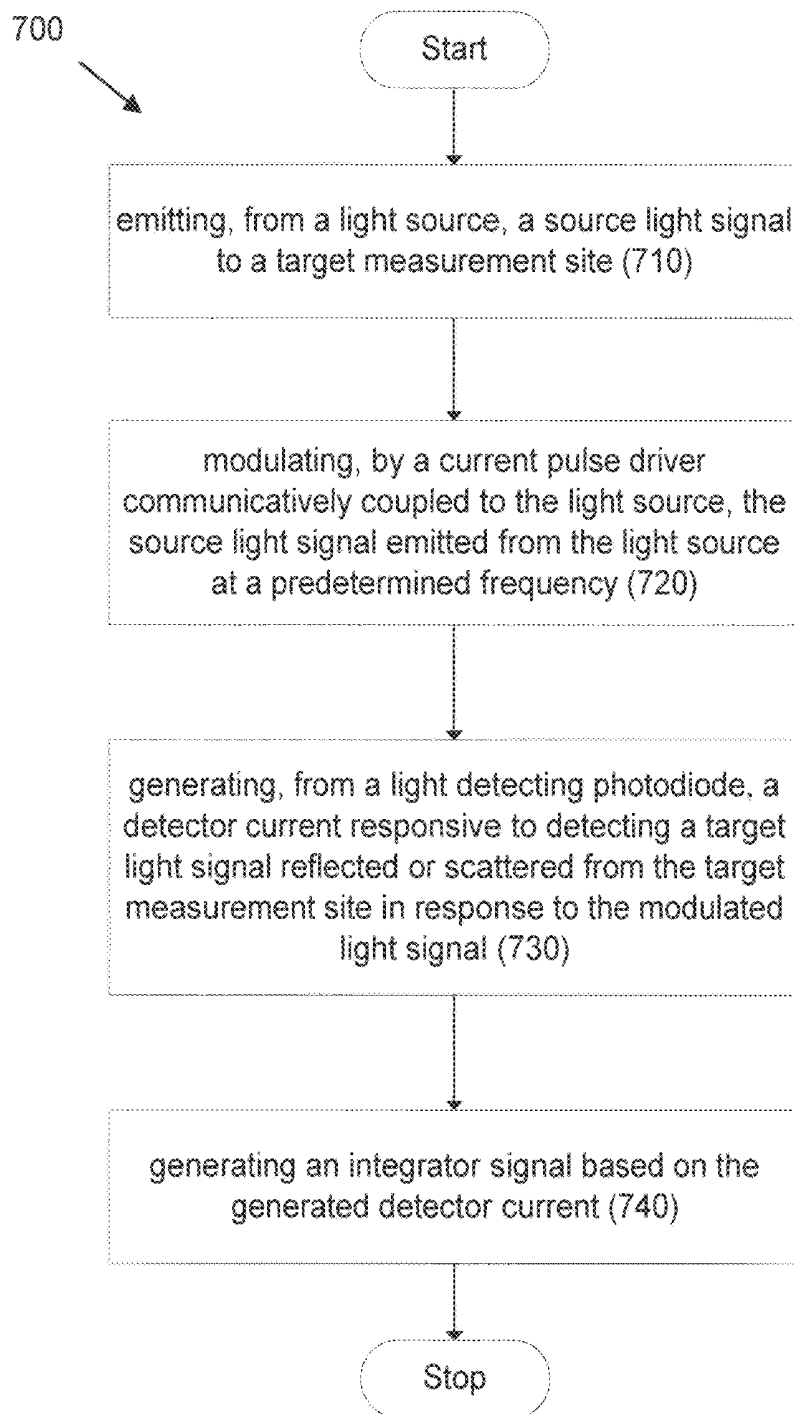 700
Start
emitting, from a light source, a source light signal
to a target measurement site (710)
modulating, by a current pulse driver
communicatively coupled to the light source, the
source light signal emitted from the light source
at a predetermined frequency (720)
generating, from a light detecting photodiode, a
detector current responsive to detecting a target
light signal reflected or scattered from the target
measurement site in response to the modulated
light signal (730)
generating an integrator signal based on the
generated detector current (740)
Stop